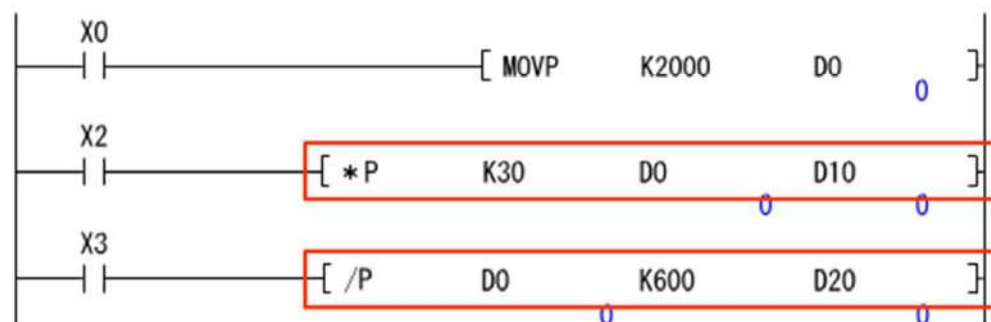 X0
[ MOVP K2000 D0 ]
0
X2
[ *P K30 D0 D10 ]
0 0
X3
[ /P D0 K600 D20 ]
0 0